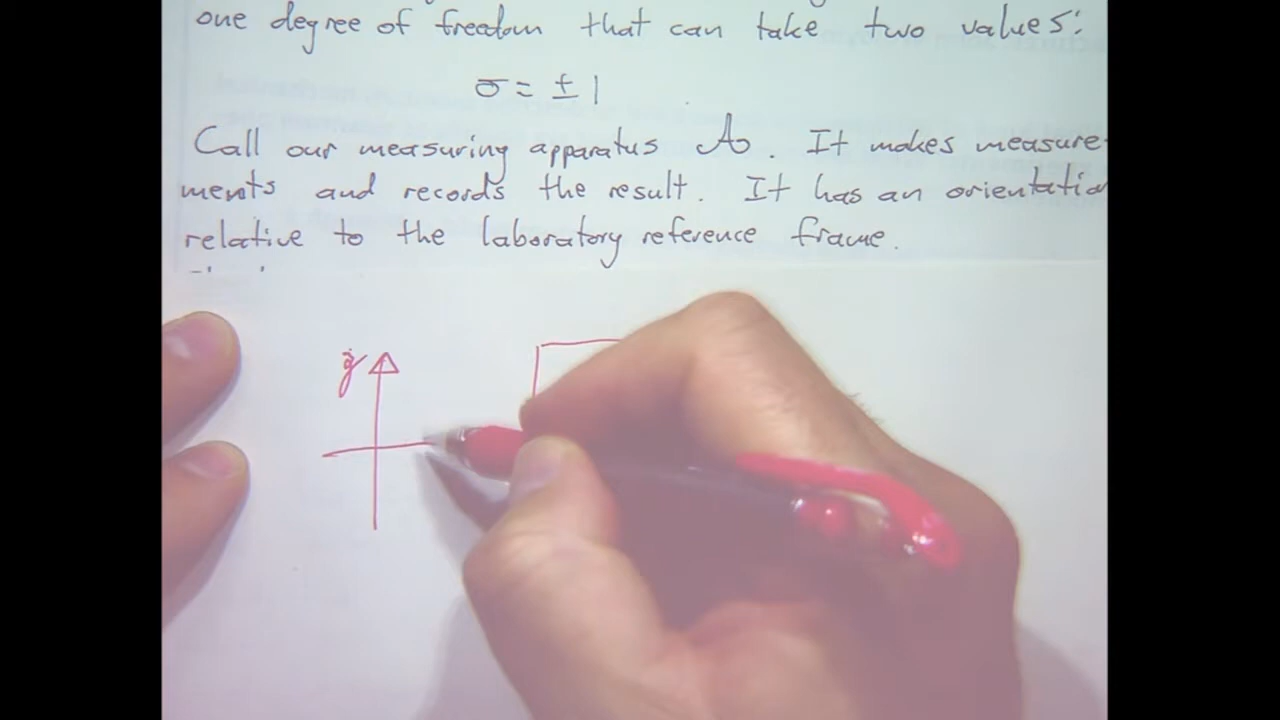 one degree of freedom that can take two values:
σ = ± 1
Call our measuring apparatus A. It makes measure-
ments and records the result. It has an orientatio
relative to the laboratory reference frame.